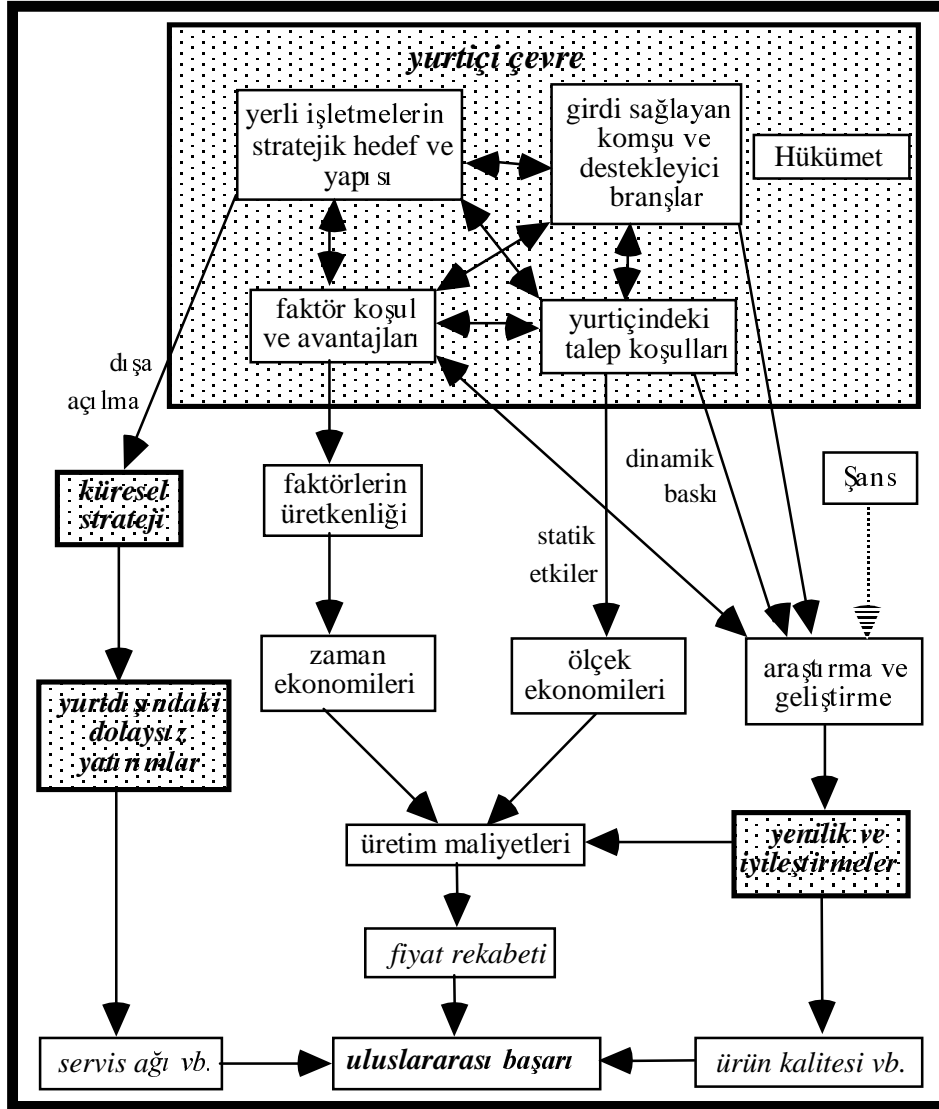 yurtiçi çevre
yerli işletmelerin
stratejik hedef ve
yapısı
girdi sağlayan
komşu ve
destekleyici
branşlar
Hükümet
faktör koşul
ve avantajları
yurtiçindeki
talep koşulları
dışa
açılma
dinamik
baskı
Şans
küresel
strateji
faktörlerin
üretkenliği
statik
etkiler
zaman
ekonomileri
ölçek
ekonomileri
araştırma ve
geliştirme
yurtdışındaki
dolaysız
yatırımlar
üretim maliyetleri
yenilik ve
iyileştirmeler
fiyat rekabeti
servis ağı vb.
uluslararası başarı
ürün kalitesi vb.